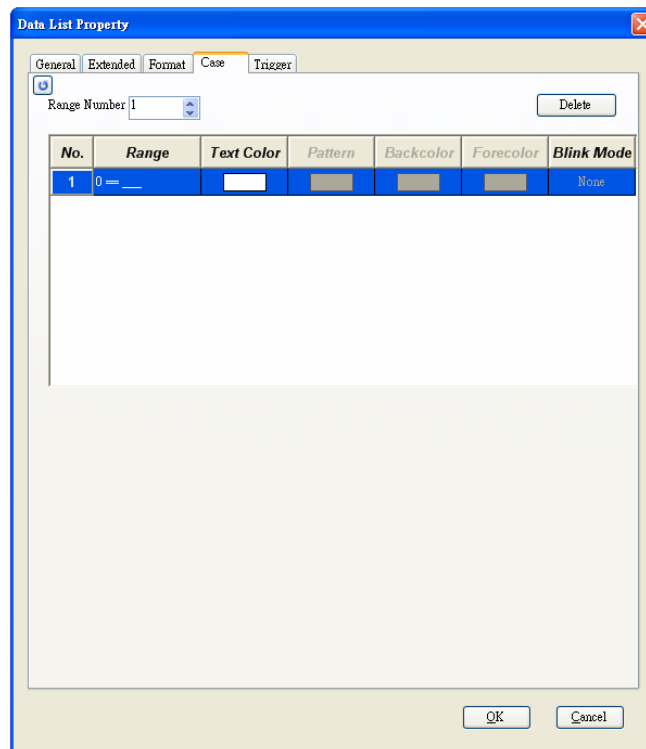 Data List Property
General Extended Format Case Trigger
Range Number 1 Delete
No. Range Text Color Pattern Backcolor Forecolor Blink Mode
1 0 == ___ None
OK Cancel